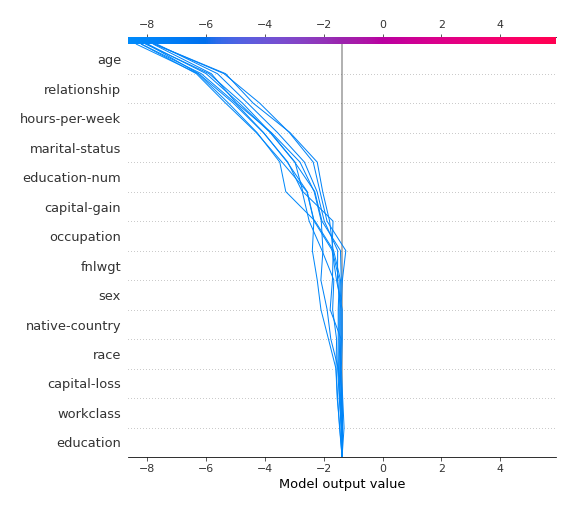 −8 −6 −4 −2 0 2 4
age
relationship
hours-per-week
marital-status
education-num
capital-gain
occupation
fnlwgt
sex
native-country
race
capital-loss
workclass
education
−8 −6 −4 −2 0 2 4
Model output value